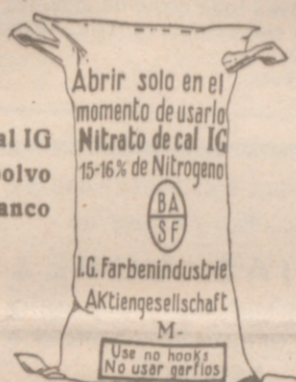 Abrir solo en el
momento de usarlo
Nitrato de cal IG
15-16% de Nitrogeno
BA
SF
I.G. Farbenindustrie
AKtiengesellschaft
M-
Use no hooks
No usar garfios
al IG
olvo
anco